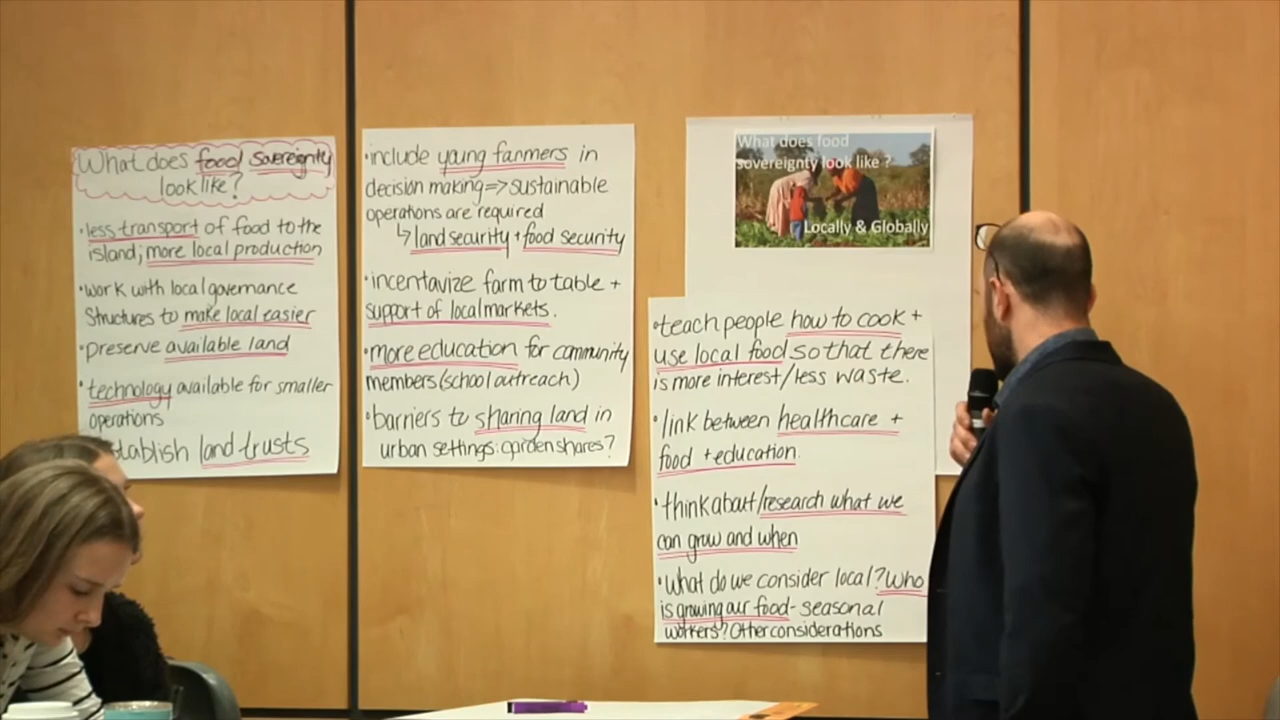 What does food sovereignty
look like?
•less transport of food to the
island; more local production
•work with local governance
Structures to make local easier
•preserve available land
•technology available for smaller
operations
tablish land trusts
•include young farmers in
decision making=>sustainable
operations are required
↳land security + food security
•incentavize farm to table +
support of local markets.
•more education for community
members (school outreach)
•barriers to sharing land in
urban settings: garden shares?
What does food
sovereignty look like ?
Locally & Globally
•teach people how to cook +
use local food so that there
is more interest/less waste.
•link between healthcare +
food + education.
•think about/research what we
can grow and when
•what do we consider local? Who
is growing our food - seasonal
workers? Other considerations